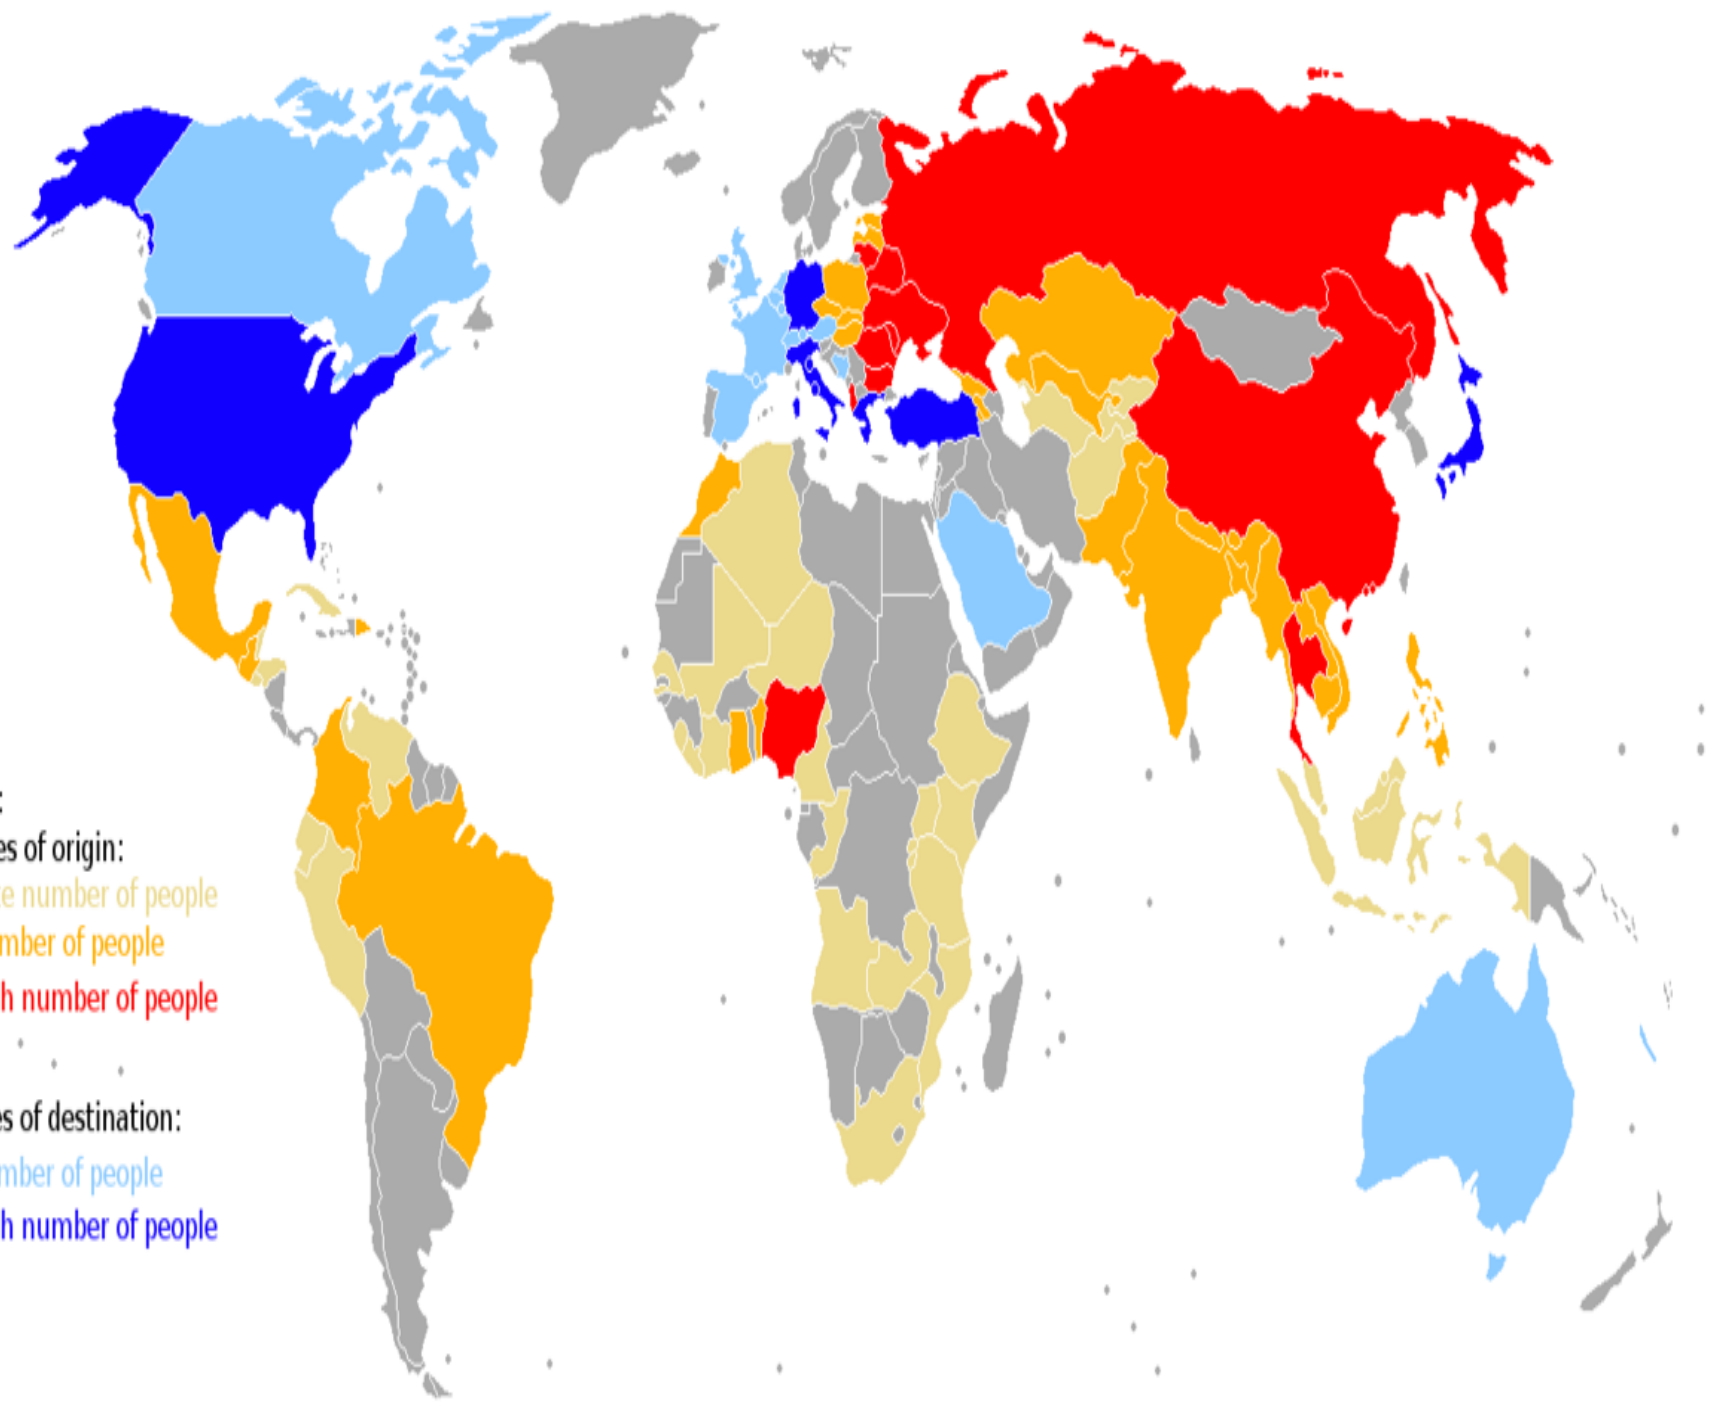 :
es of origin:
te number of people
mber of people
h number of people
es of destination:
mber of people
h number of people